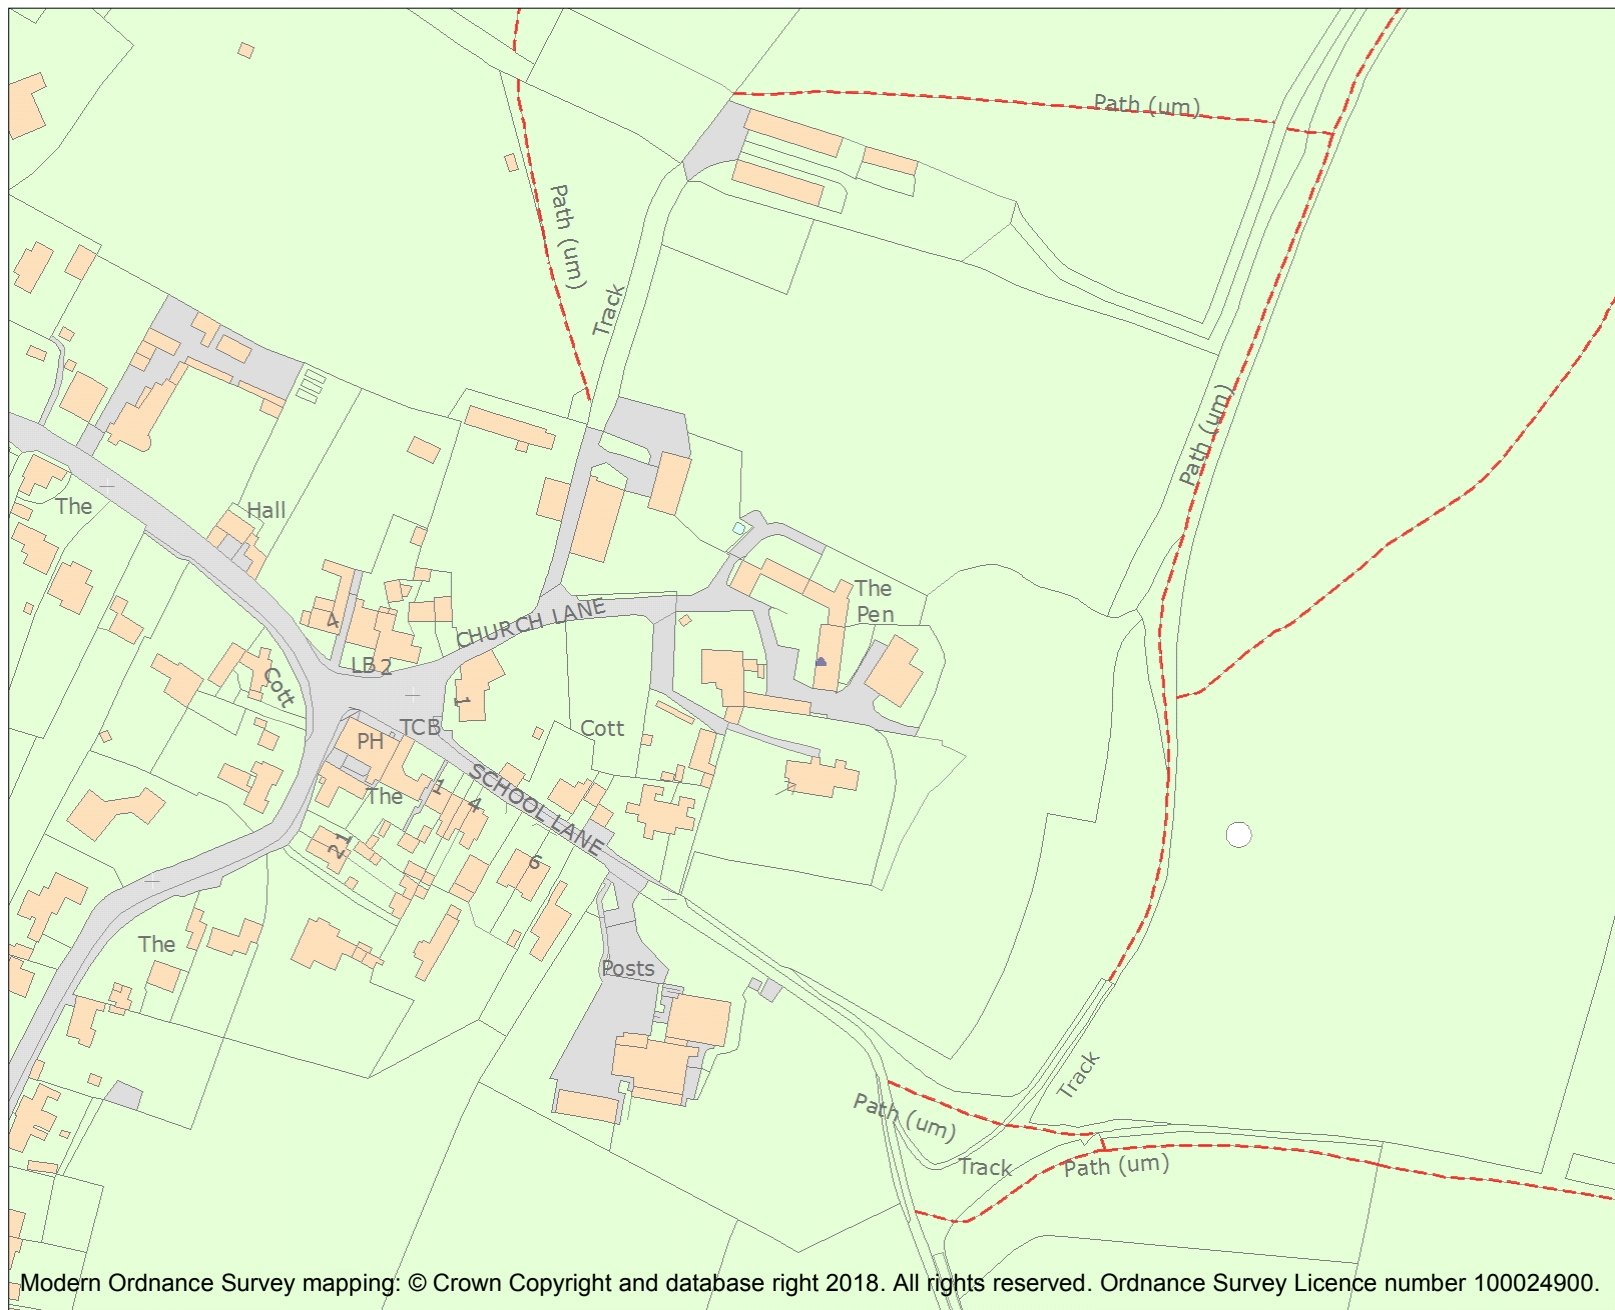 Path (um)
Path (um)
Track
Path (um)
The
Hall
The
Pen
4
CHURCH LANE
LB
2
Cott
1
TCB
Cott
PH
SCHOOL LANE
The
1
4
1
2
6
The
Posts
Track
Path (um)
Track
Path (um)
Modern Ordnance Survey mapping: © Crown Copyright and database right 2018. All rights reserved. Ordnance Survey Licence number 100024900.